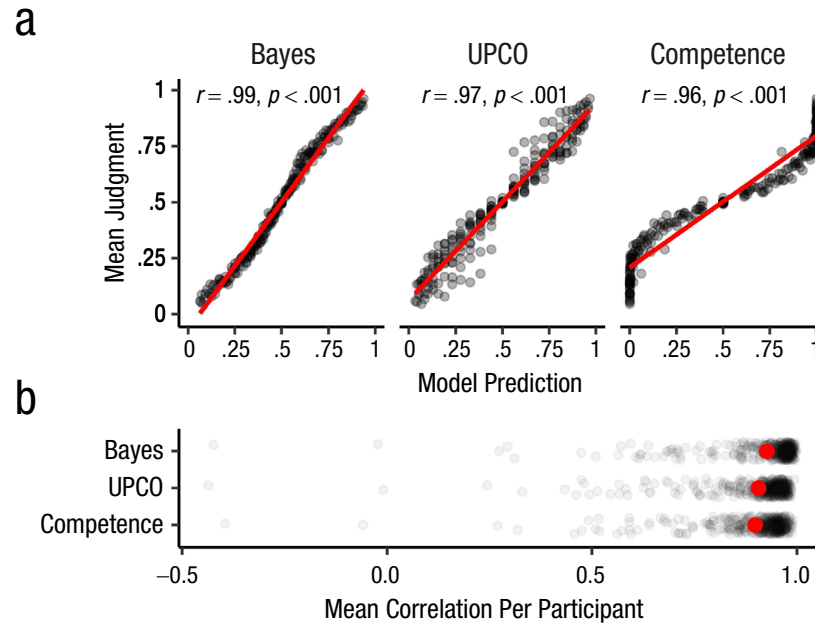 a
Bayes UPCO Competence
r = .99, p < .001 r = .97, p < .001 r = .96, p < .001
Mean Judgment
1
.75
.5
.25
0
0 .25 .5 .75 1 0 .25 .5 .75 1 0 .25 .5 .75 1
Model Prediction
b
Bayes
UPCO
Competence
−0.5 0.0 0.5 1.0
Mean Correlation Per Participant